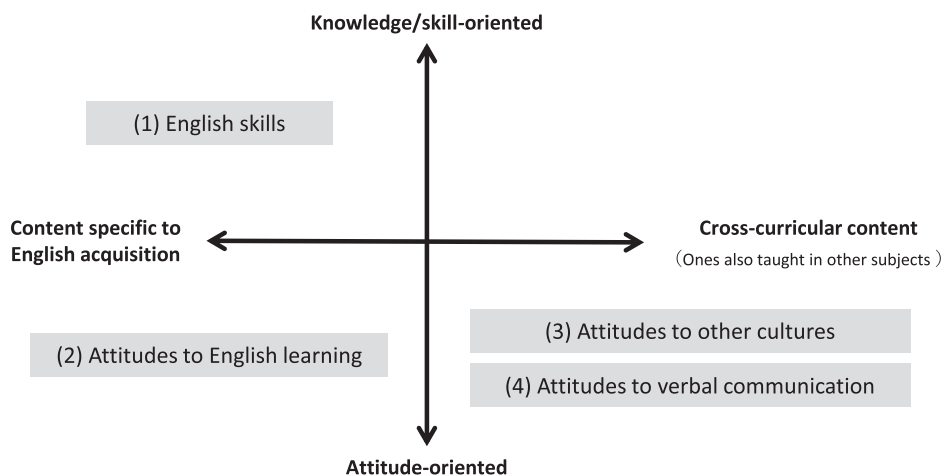 Knowledge/skill-oriented
(1) English skills
Content specific to
English acquisition
Cross-curricular content
（Ones also taught in other subjects ）
(2) Attitudes to English learning
(3) Attitudes to other cultures
(4) Attitudes to verbal communication
Attitude-oriented